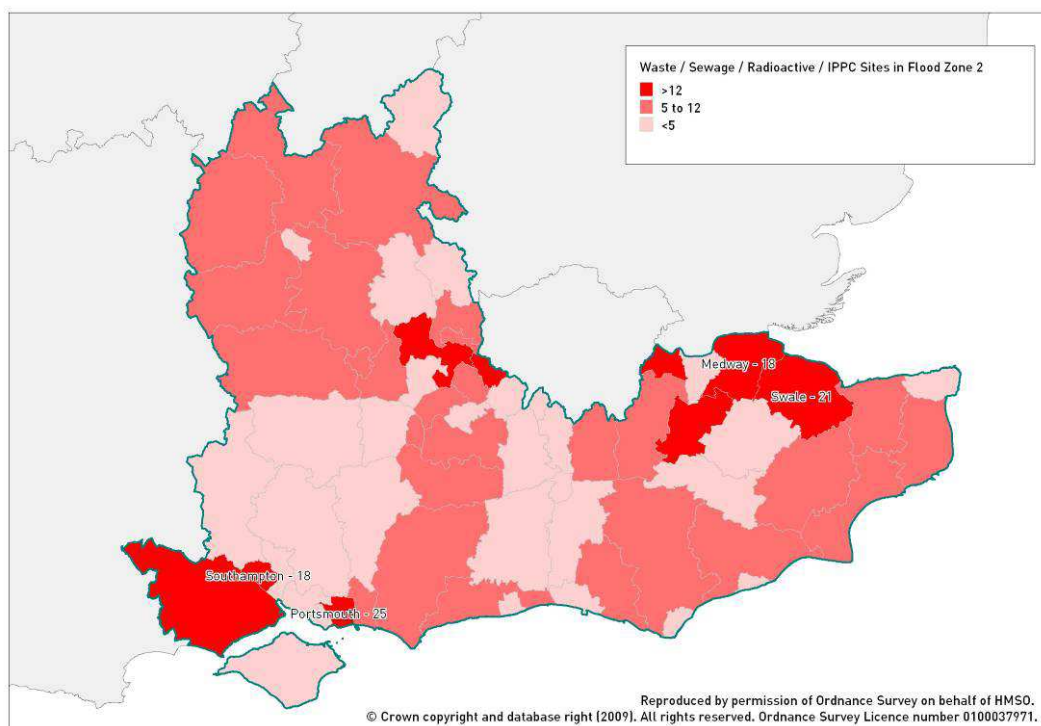 Waste / Sewage / Radioactive / IPPC Sites in Flood Zone 2
>12
5 to 12
<5
Medway - 18
Swale - 21
Southampton - 18
Portsmouth - 25
Reproduced by permission of Ordnance Survey on behalf of HMSO.
© Crown copyright and database right (2009). All rights reserved. Ordnance Survey Licence number 0100037971.